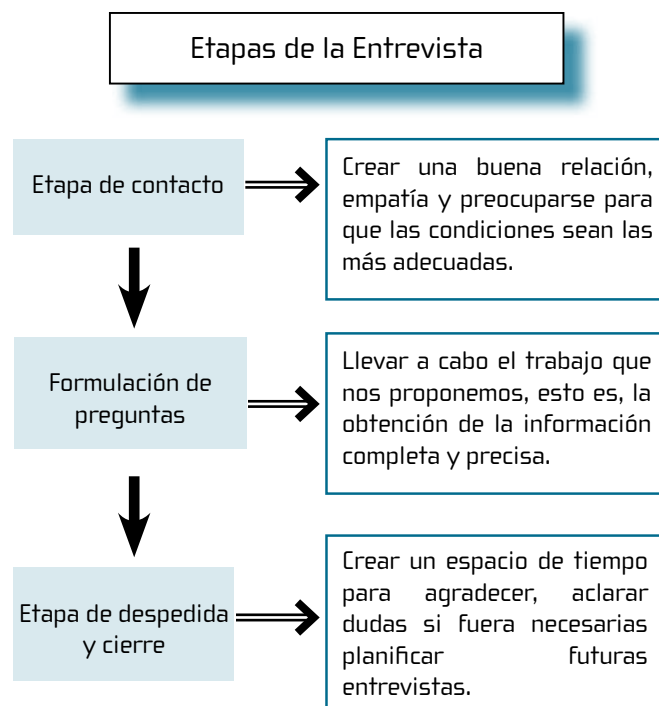 Etapas de la Entrevista
Etapa de contacto
Crear una buena relación,
empatía y preocuparse para
que las condiciones sean las
más adecuadas.
Formulación de
preguntas
Llevar a cabo el trabajo que
nos proponemos, esto es, la
obtención de la información
completa y precisa.
Etapa de despedida
y cierre
Crear un espacio de tiempo
para agradecer, aclarar
dudas si fuera necesarias
planificar futuras
entrevistas.